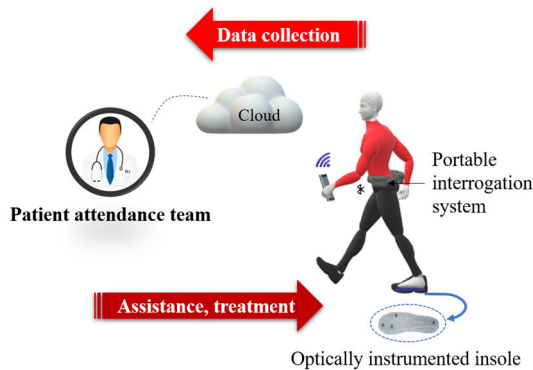 Data collection
Cloud
Portable
interrogation
system
Patient attendance team
Assistance, treatment
Optically instrumented insole